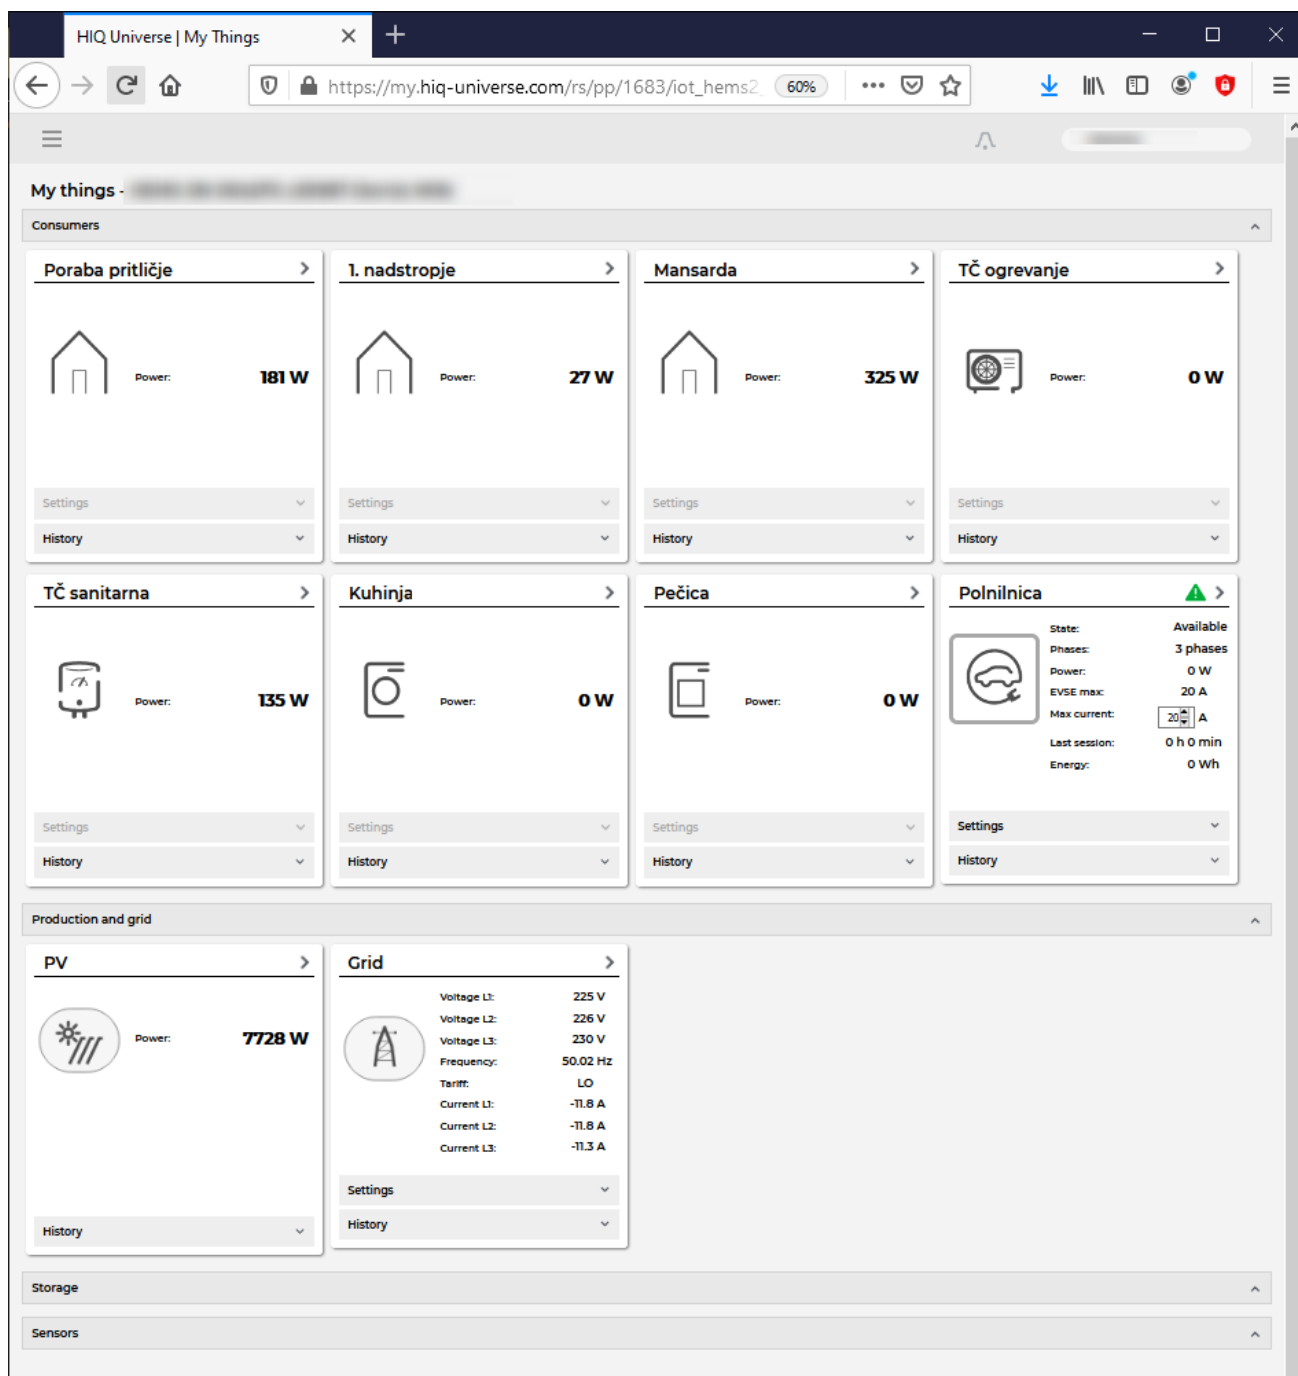 HIQ Universe | My Things
https://my.hiq-universe.com/rs/pp/1683/iot_hems2_
60%
My things -
Consumers
Poraba pritličje
Power: 181 W
Settings
History
1. nadstropje
Power: 27 W
Settings
History
Mansarda
Power: 325 W
Settings
History
TČ ogrevanje
Power: 0 W
Settings
History
TČ sanitarna
Power: 135 W
Settings
History
Kuhinja
Power: 0 W
Settings
History
Pečica
Power: 0 W
Settings
History
Polnilnica
State: Available
Phases: 3 phases
Power: 0 W
EVSE max: 20 A
Max current: 20 A
Last session: 0 h 0 min
Energy: 0 Wh
Settings
History
Production and grid
PV
Power: 7728 W
History
Grid
Voltage L1: 225 V
Voltage L2: 226 V
Voltage L3: 230 V
Frequency: 50.02 Hz
Tariff: LO
Current L1: -11.8 A
Current L2: -11.8 A
Current L3: -11.3 A
Settings
History
Storage
Sensors